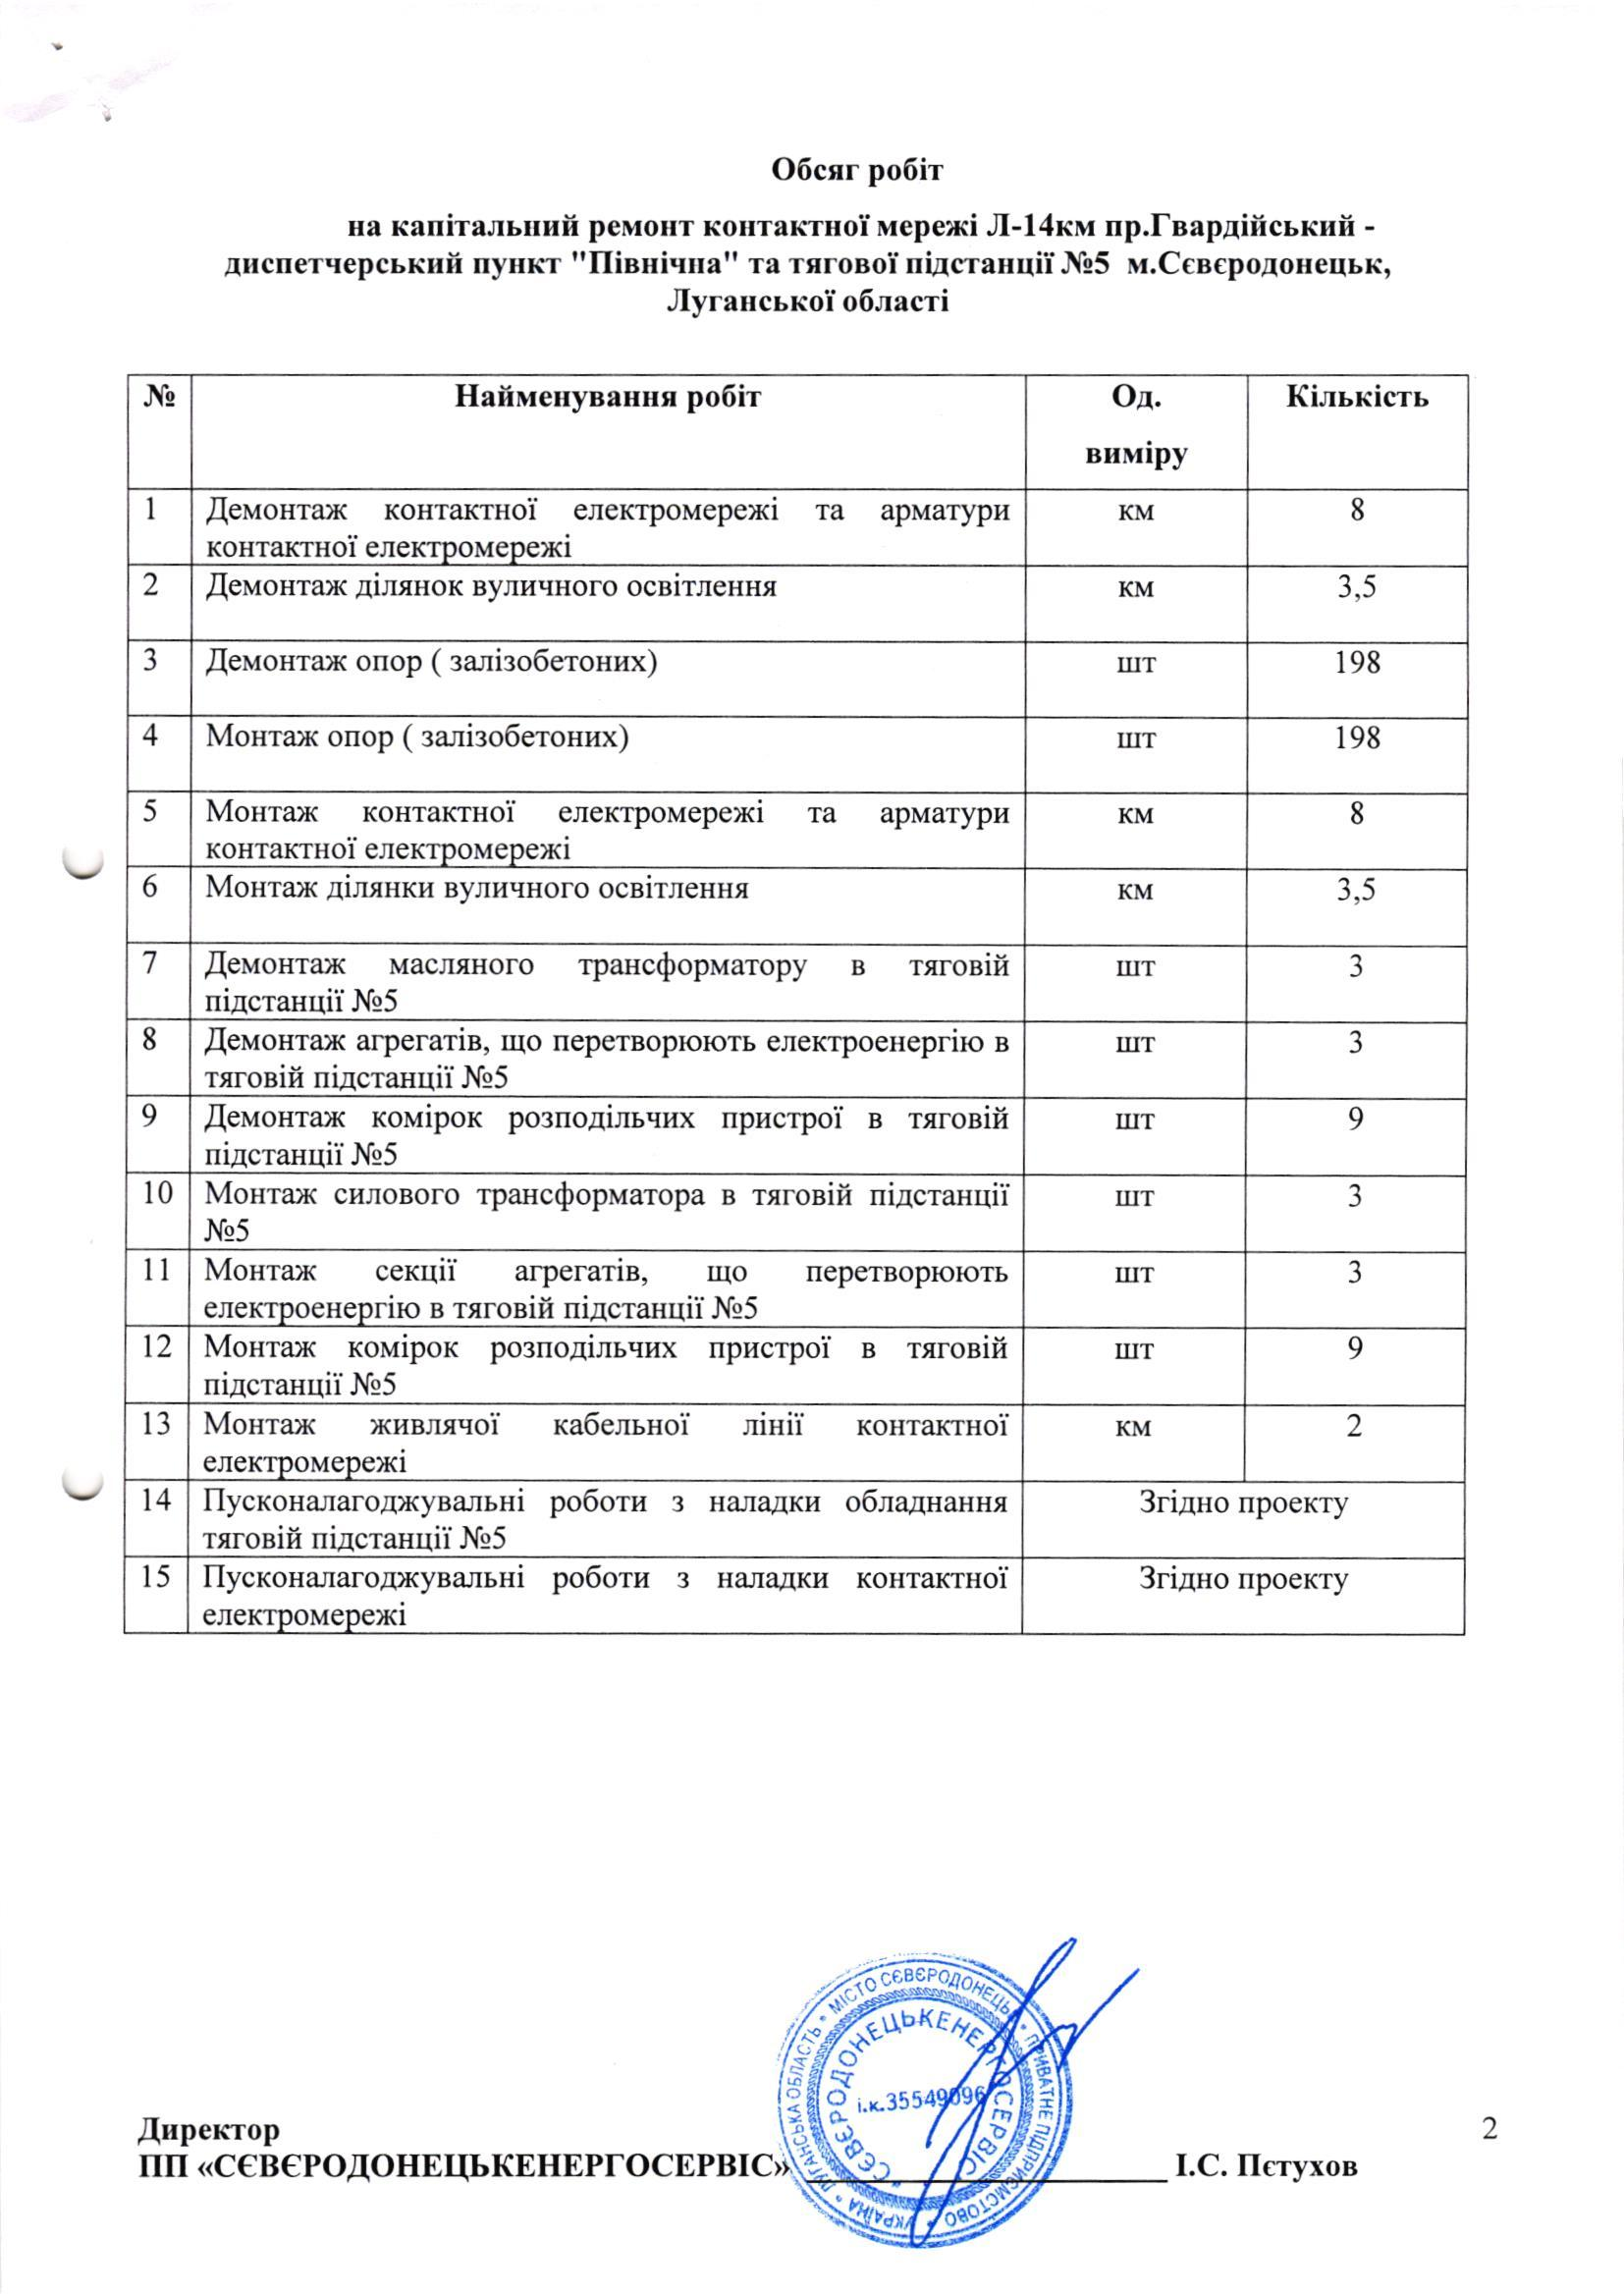 Обсяг робіт
на капітальний ремонт контактної мережі Л-14км пр.Гвардійський -
диспетчерський пункт "Північна" та тягової підстанції №5 м.Сєвєродонецьк,
Луганської області
№ Найменування робіт Од. Кількість
виміру
1 Демонтаж контактної електромережі та арматури км 8
контактної електромережі
2 Демонтаж ділянок вуличного освітлення км 3,5
3 Демонтаж опор ( залізобетоних) шт 198
4 Монтаж опор ( залізобетоних) шт 198
5 Монтаж контактної електромережі та арматури км 8
контактної електромережі
6 Монтаж ділянки вуличного освітлення км 3,5
7 Демонтаж масляного трансформатору в тяговій шт 3
підстанції №5
8 Демонтаж агрегатів, що перетворюють електроенергію в шт 3
тяговій підстанції №5
9 Демонтаж комірок розподільчих пристрої в тяговій шт 9
підстанції №5
10 Монтаж силового трансформатора в тяговій підстанції шт 3
№5
11 Монтаж секції агрегатів, що перетворюють шт 3
електроенергію в тяговій підстанції №5
12 Монтаж комірок розподільчих пристрої в тяговій шт 9
підстанції №5
13 Монтаж живлячої кабельної лінії контактної км 2
електромережі
14 Пусконалагоджувальні роботи з наладки обладнання Згідно проекту
тяговій підстанції №5
15 Пусконалагоджувальні роботи з наладки контактної Згідно проекту
електромережі
УКРАЇНА * ЛУГАНСЬКА ОБЛАСТЬ * МІСТО СЄВЄРОДОНЕЦЬК * ПРИВАТНЕ ПІДПРИЄМСТВО *
"СЄВЄРОДОНЕЦЬКЕНЕРГОСЕРВІС"
і.к.35549096
Директор 2
ПП «СЄВЄРОДОНЕЦЬКЕНЕРГОСЕРВІС» І.С. Пєтухов